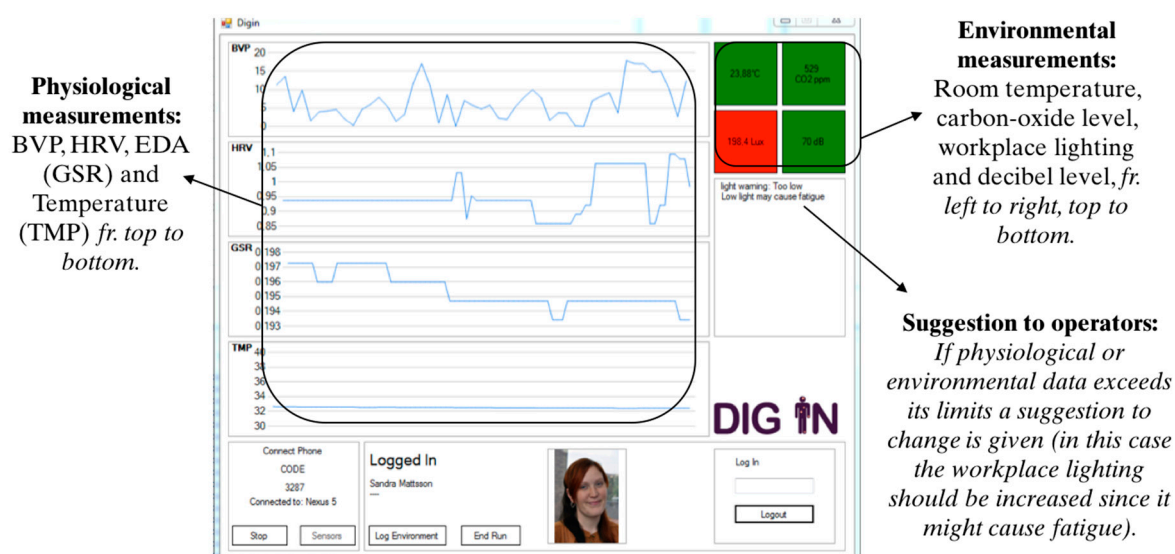 Physiological
measurements:
BVP, HRV, EDA
(GSR) and
Temperature
(TMP) fr. top to
bottom.
Digin
BVP
20
15
10
5
0
HRV
1,1
1,05
1
0,95
0,9
0,85
GSR
0,198
0,197
0,196
0,195
0,194
0,193
TMP
40
38
36
34
32
30
23,88°C
529
CO2 ppm
198,4 Lux
70 dB
light warning: Too low
Low light may cause fatigue
DIG IN
Connect Phone
CODE
3287
Connected to: Nexus 5
Stop
Sensors
Logged In
Sandra Mattsson
Log Environment
End Run
Log In
Logout
Environmental
measurements:
Room temperature,
carbon-oxide level,
workplace lighting
and decibel level, fr.
left to right, top to
bottom.
Suggestion to operators:
If physiological or
environmental data exceeds
its limits a suggestion to
change is given (in this case
the workplace lighting
should be increased since it
might cause fatigue).